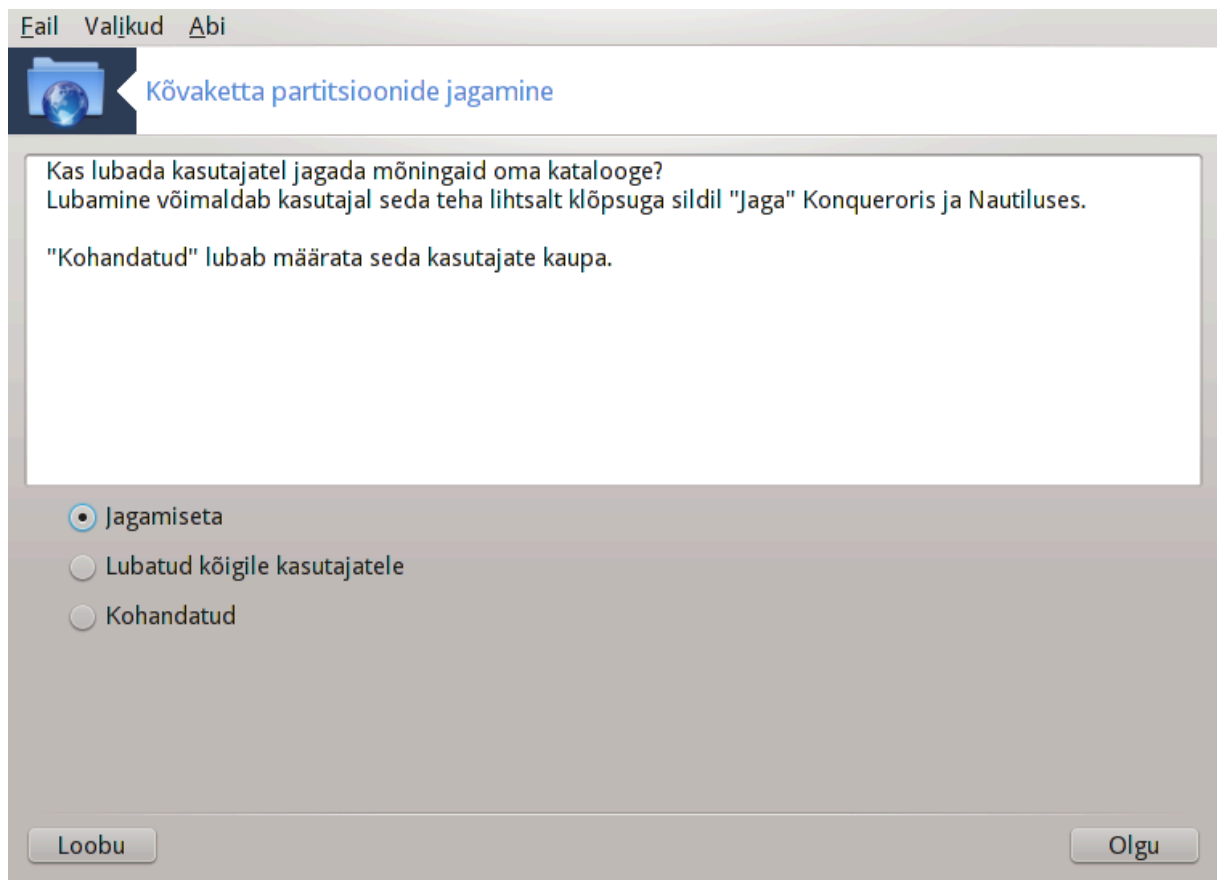 Fail Valikud Abi
Kõvaketta partitsioonide jagamine
Kas lubada kasutajatel jagada mõningaid oma katalooge?
Lubamine võimaldab kasutajal seda teha lihtsalt klõpsuga sildil "Jaga" Konqueroris ja Nautiluses.
"Kohandatud" lubab määrata seda kasutajate kaupa.
Jagamiseta
Lubatud kõigile kasutajatele
Kohandatud
Loobu Olgu